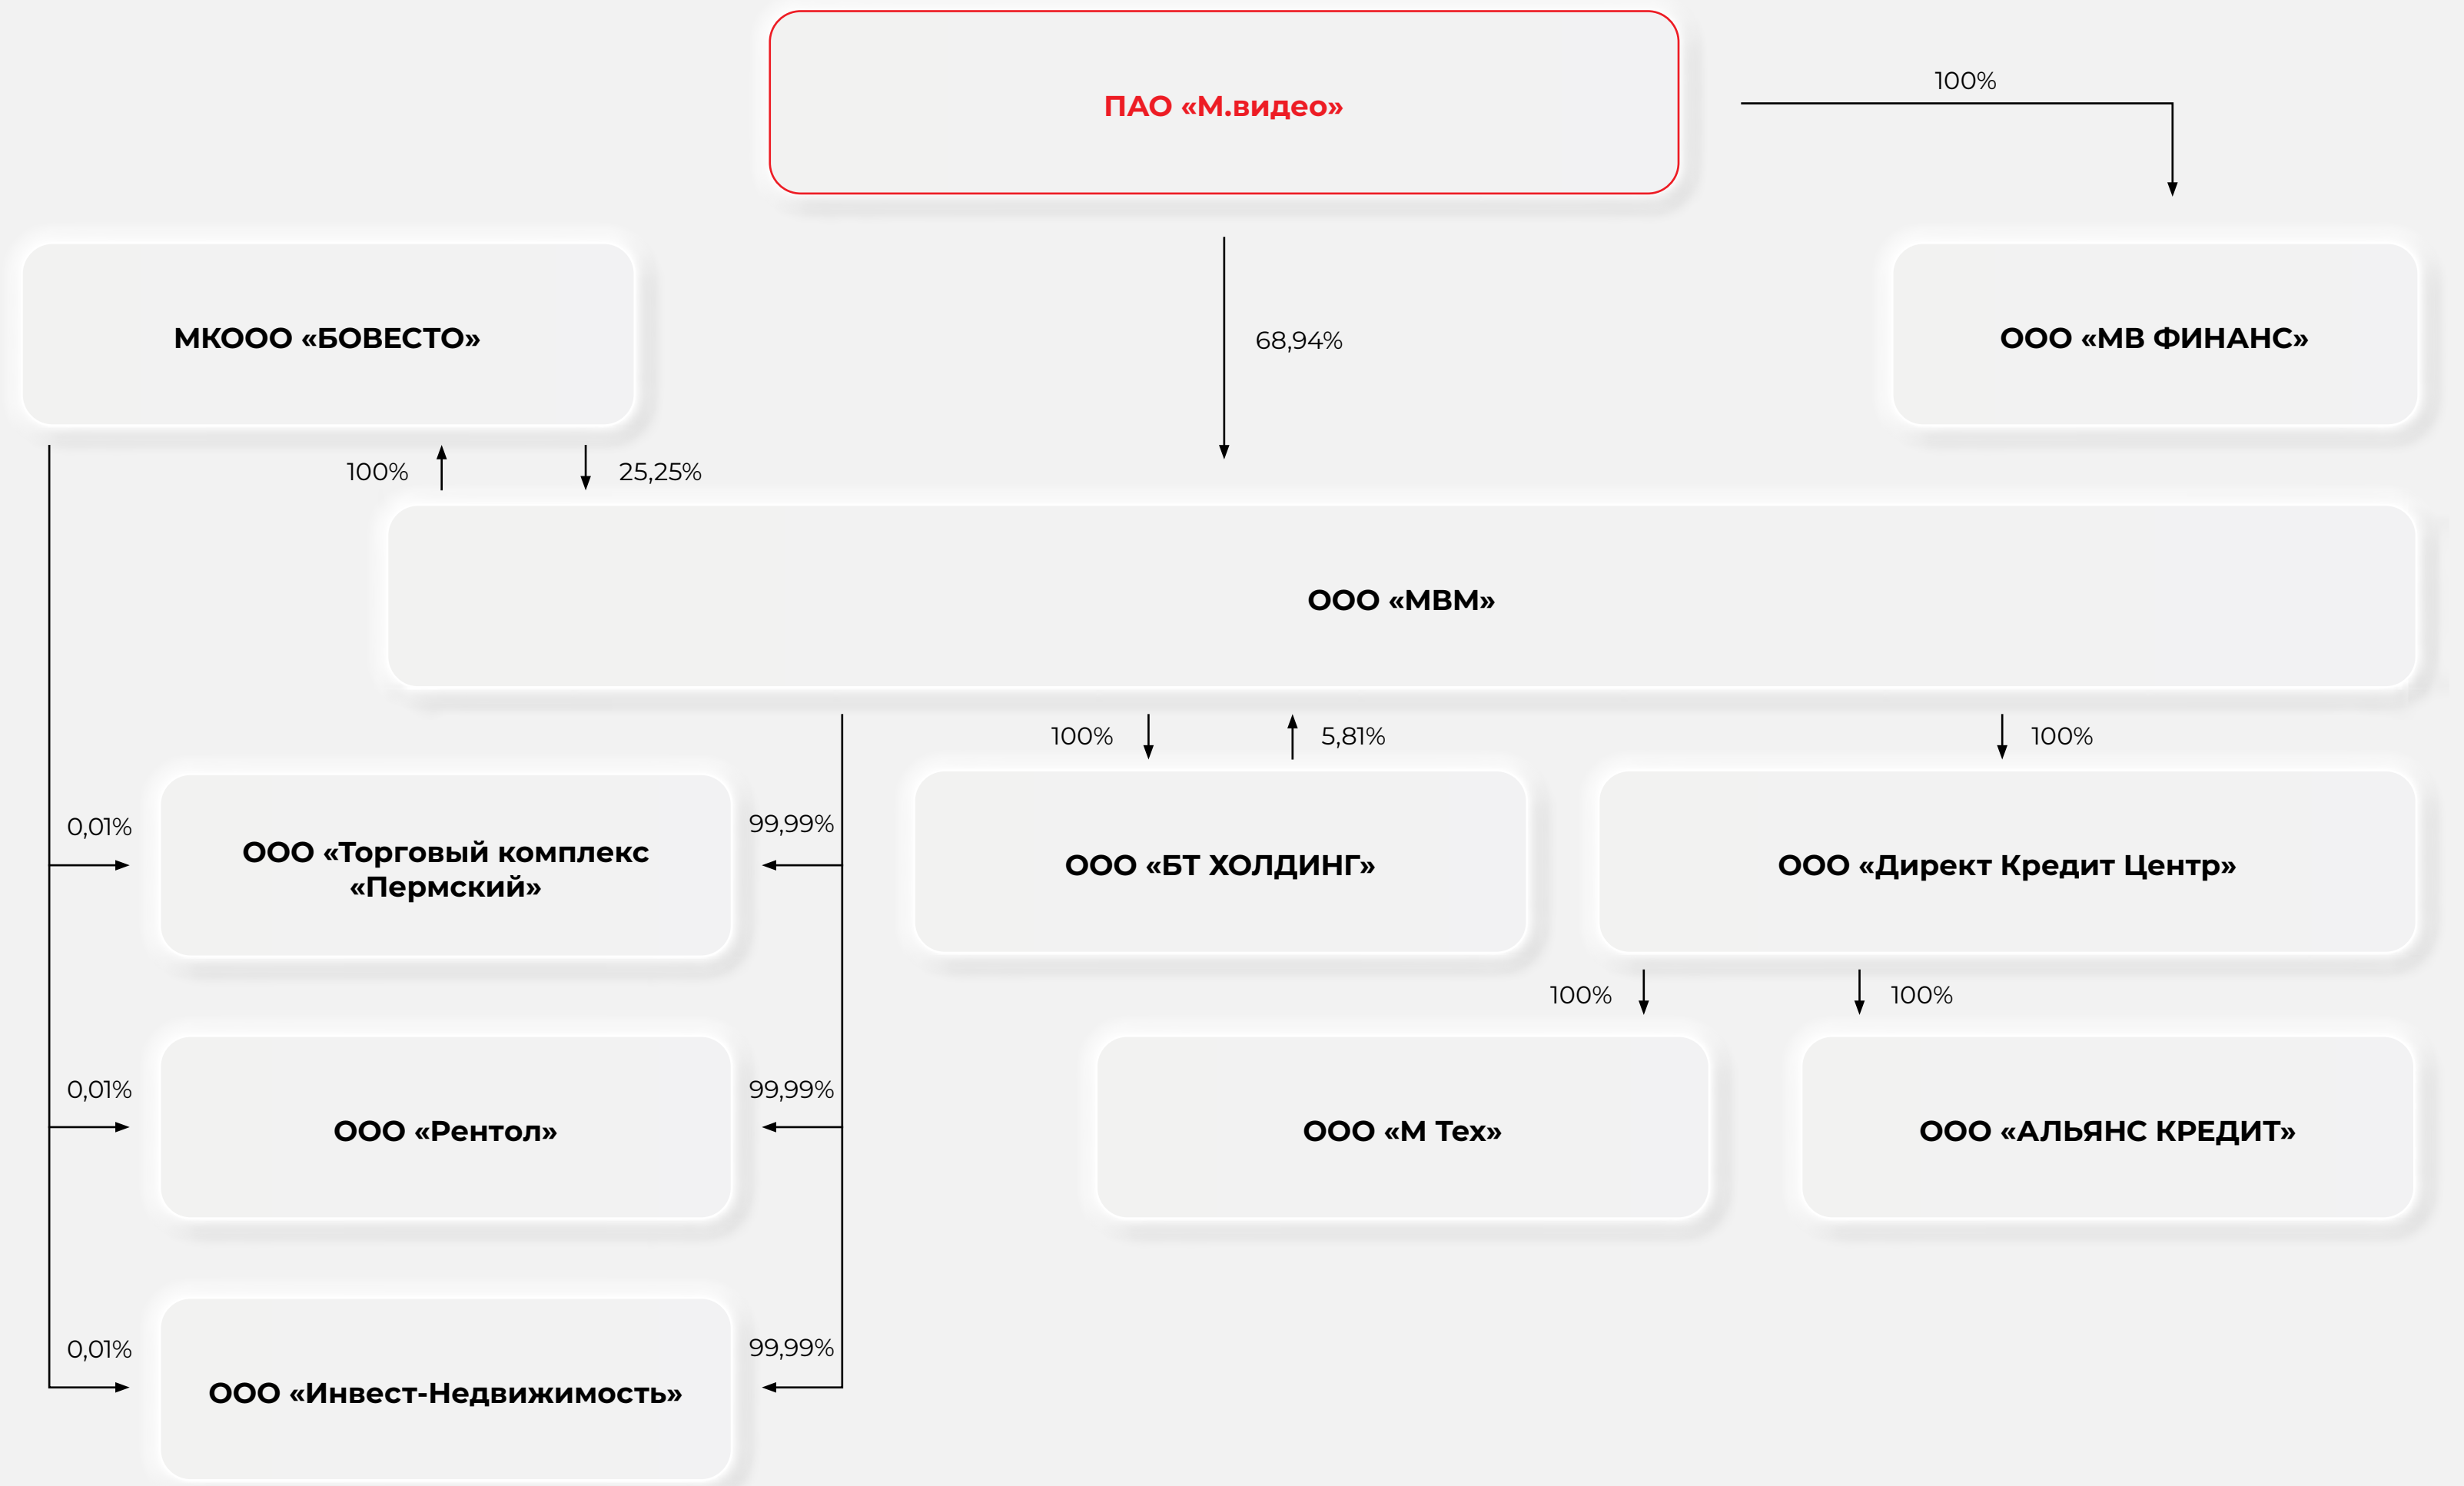 ПАО «М.видео»
100%
МКООО «БОВЕСТО»
68,94%
ООО «МВ ФИНАНС»
100%
25,25%
ООО «МВМ»
100%
5,81%
100%
0,01%
ООО «Торговый комплекс
«Пермский»
99,99%
ООО «БТ ХОЛДИНГ»
ООО «Директ Кредит Центр»
100%
100%
0,01%
ООО «Рентол»
99,99%
ООО «М Тех»
ООО «АЛЬЯНС КРЕДИТ»
0,01%
ООО «Инвест-Недвижимость»
99,99%